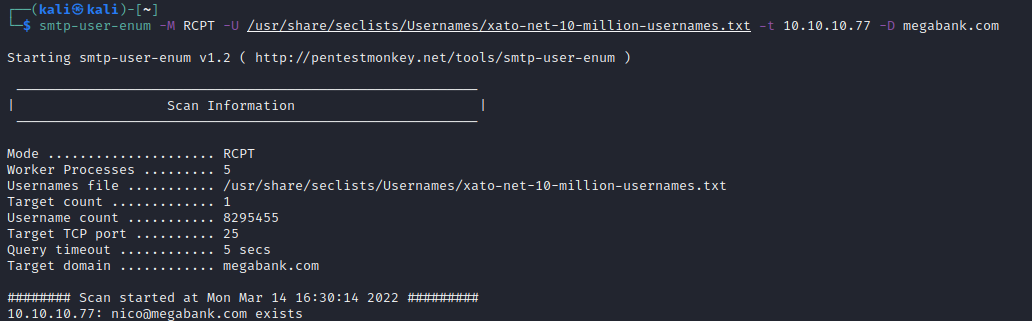 ┌──(kali㉿kali)-[~]
└─$ smtp-user-enum -M RCPT -U /usr/share/seclists/Usernames/xato-net-10-million-usernames.txt -t 10.10.10.77 -D megabank.com
Starting smtp-user-enum v1.2 ( http://pentestmonkey.net/tools/smtp-user-enum )
| Scan Information |
Mode ..................... RCPT
Worker Processes ......... 5
Usernames file ........... /usr/share/seclists/Usernames/xato-net-10-million-usernames.txt
Target count ............. 1
Username count ........... 8295455
Target TCP port .......... 25
Query timeout ............ 5 secs
Target domain ............ megabank.com
######## Scan started at Mon Mar 14 16:30:14 2022 #########
10.10.10.77: nico@megabank.com exists